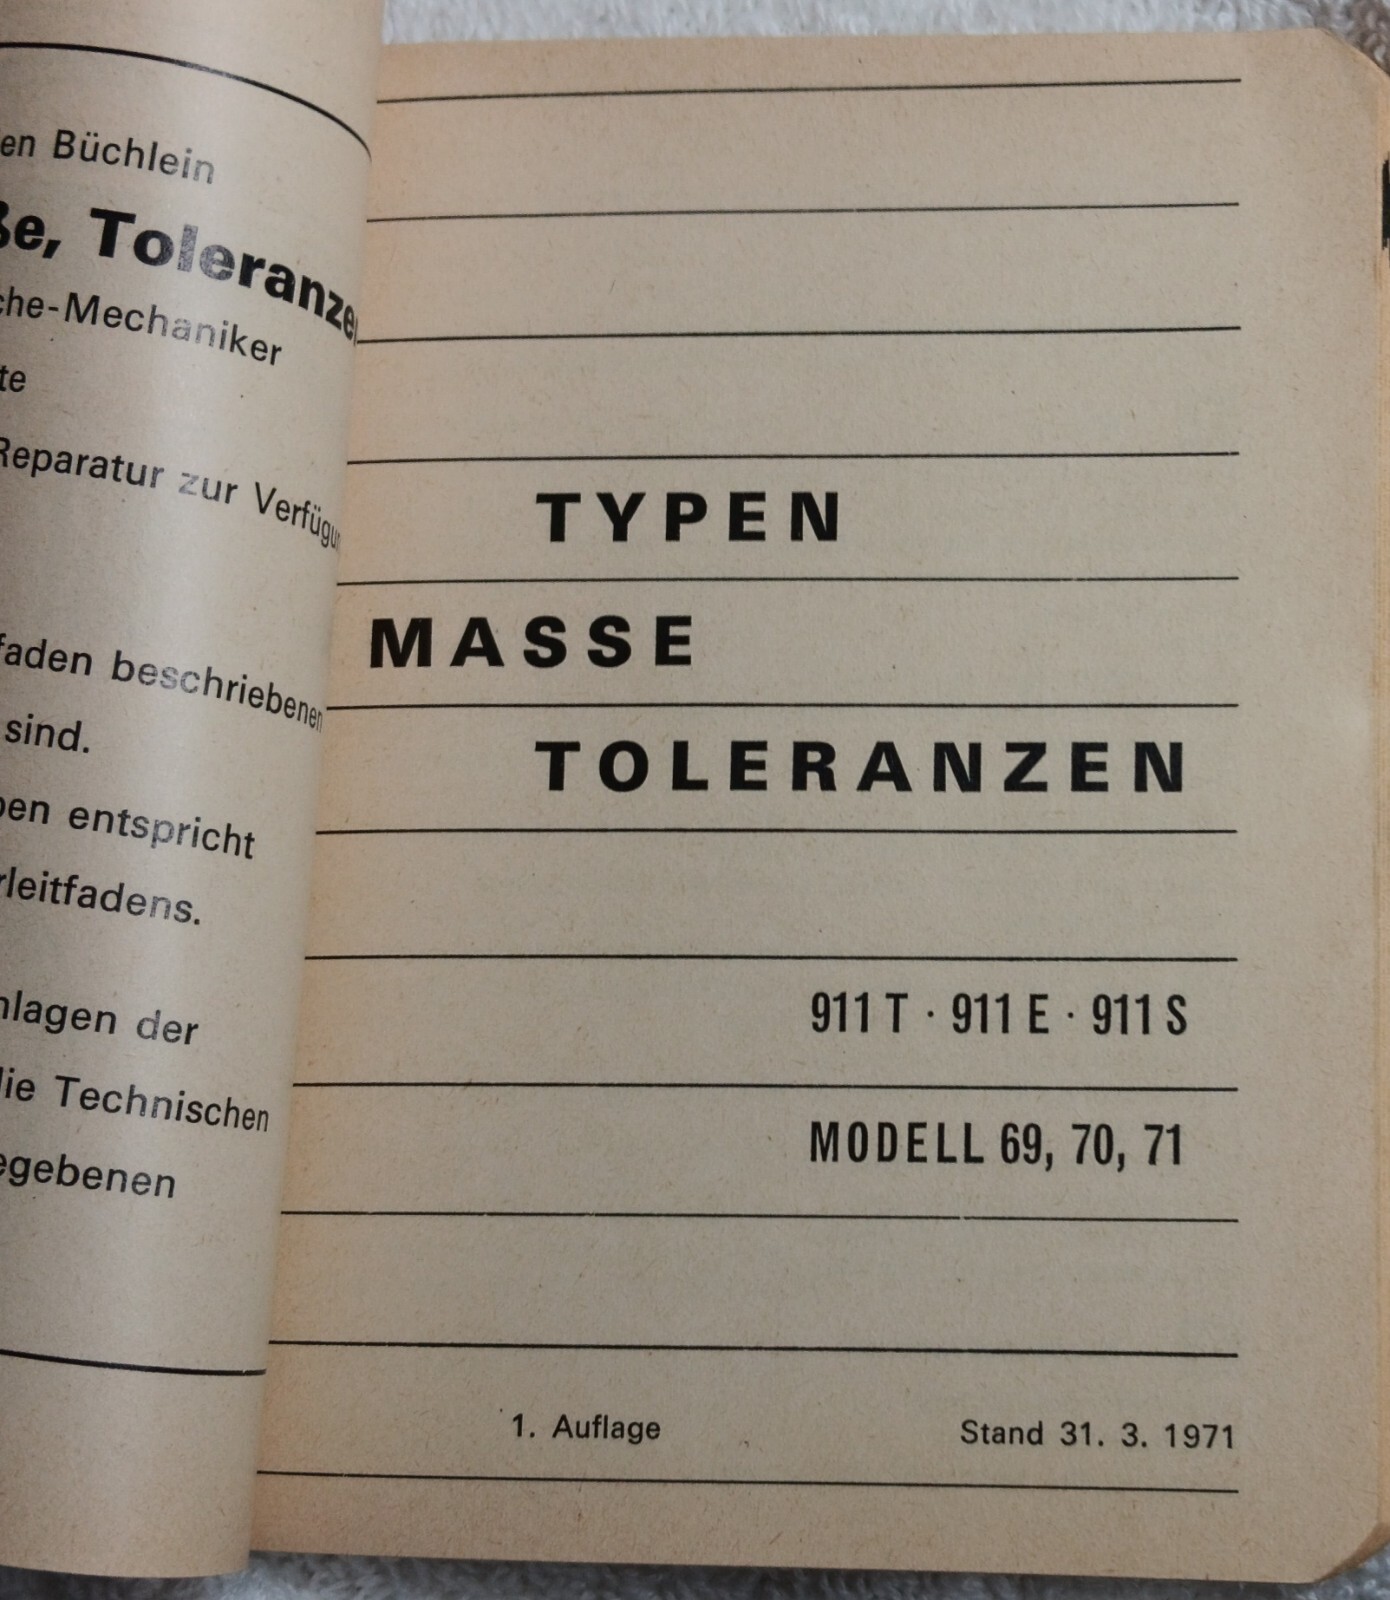 en Büchlein
ße, Toleranzen
che-Mechaniker
te
Reparatur zur Verfügu
faden beschriebenen
sind.
ben entspricht
rleitfadens.
nlagen der
die Technischen
egebenen
TYPEN
MASSE
TOLERANZEN
911 T · 911 E · 911 S
MODELL 69, 70, 71
1. Auflage Stand 31. 3. 1971